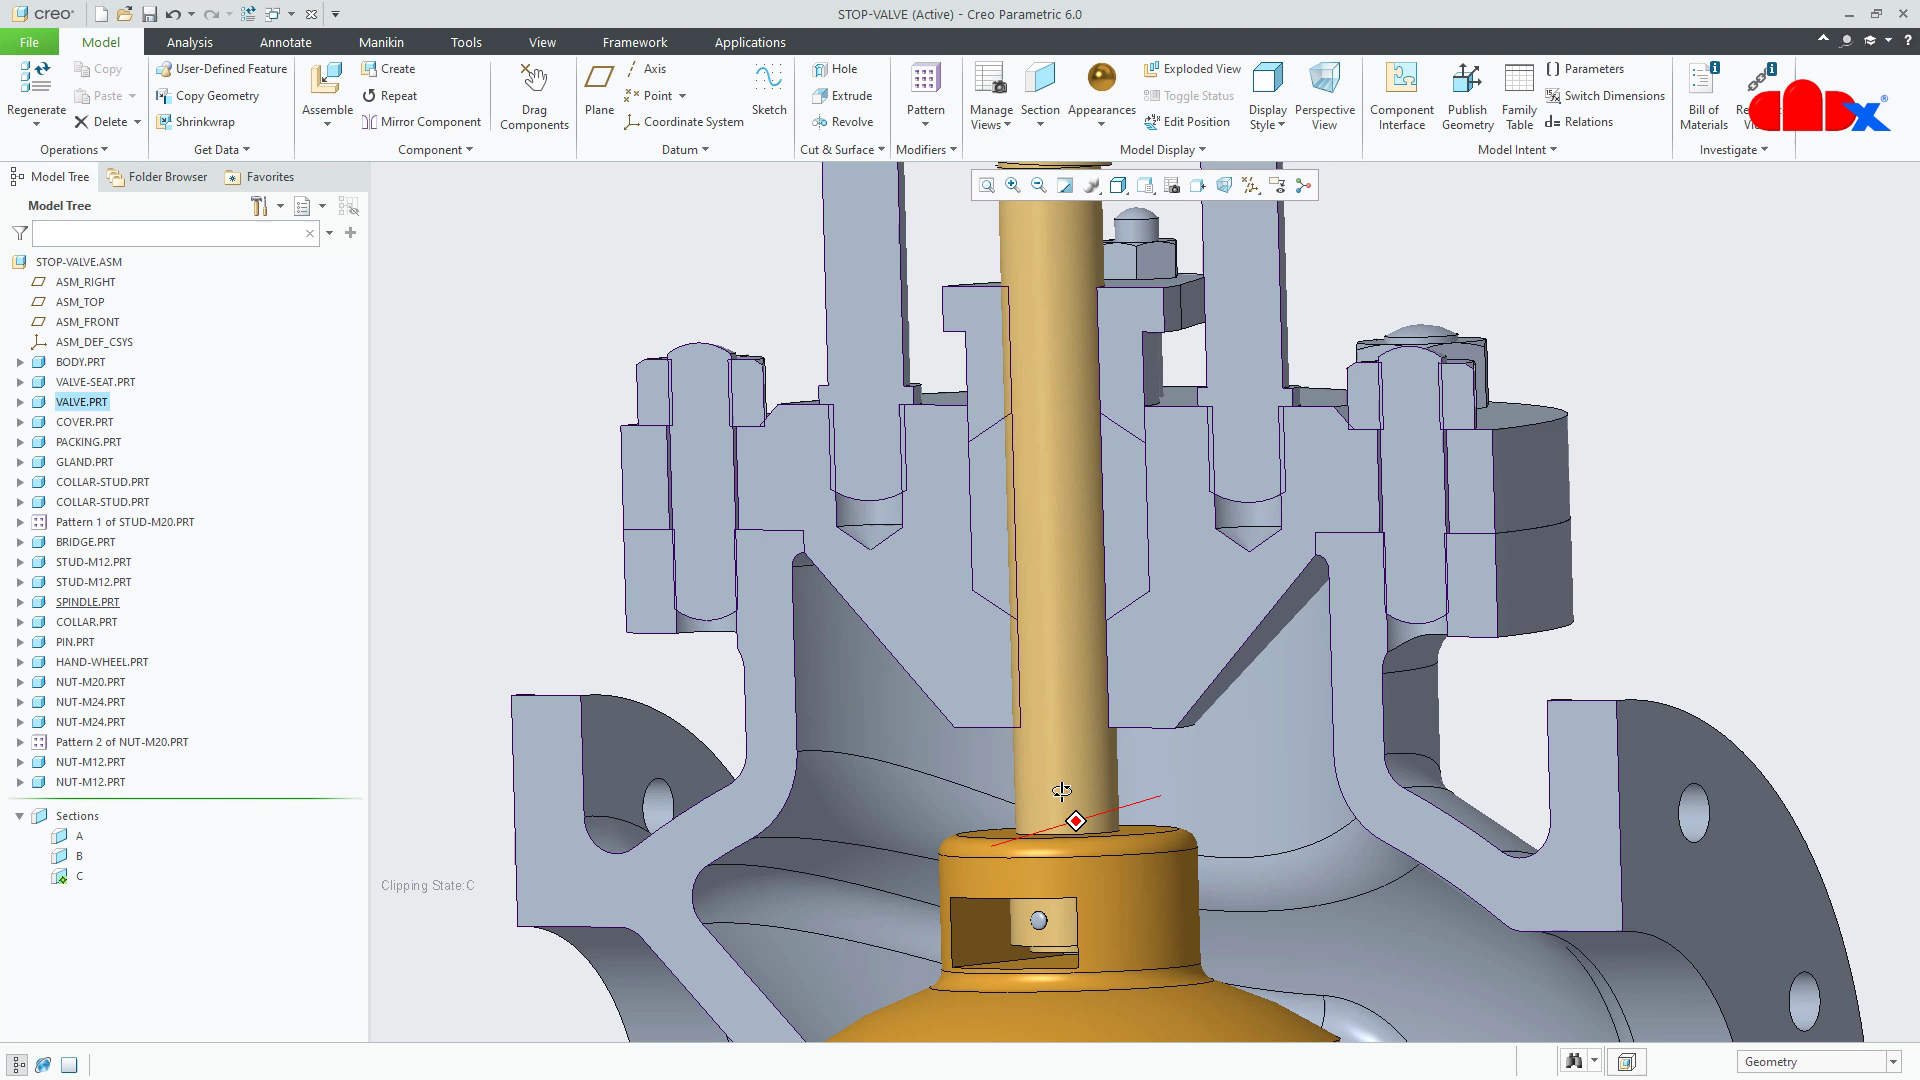 creo
STOP-VALVE (Active) - Creo Parametric 6.0
File
Model
Analysis
Annotate
Manikin
Tools
View
Framework
Applications
Regenerate
Copy
Paste
Delete
Operations
User-Defined Feature
Copy Geometry
Shrinkwrap
Get Data
Assemble
Create
Repeat
Mirror Component
Component
Drag
Components
Plane
Axis
Point
Coordinate System
Sketch
Datum
Hole
Extrude
Revolve
Cut & Surface
Pattern
Modifiers
Manage
Views
Section
Appearances
Exploded View
Toggle Status
Edit Position
Display
Style
Perspective
View
Model Display
Component
Interface
Publish
Geometry
Family
Table
Parameters
Switch Dimensions
Relations
Model Intent
Bill of
Materials
Investigate
CADx
Model Tree
Folder Browser
Favorites
Model Tree
STOP-VALVE.ASM
ASM_RIGHT
ASM_TOP
ASM_FRONT
ASM_DEF_CSYS
BODY.PRT
VALVE-SEAT.PRT
VALVE.PRT
COVER.PRT
PACKING.PRT
GLAND.PRT
COLLAR-STUD.PRT
COLLAR-STUD.PRT
Pattern 1 of STUD-M20.PRT
BRIDGE.PRT
STUD-M12.PRT
STUD-M12.PRT
SPINDLE.PRT
COLLAR.PRT
PIN.PRT
HAND-WHEEL.PRT
NUT-M20.PRT
NUT-M24.PRT
NUT-M24.PRT
Pattern 2 of NUT-M20.PRT
NUT-M12.PRT
NUT-M12.PRT
Sections
A
B
C
Clipping State:C
Geometry